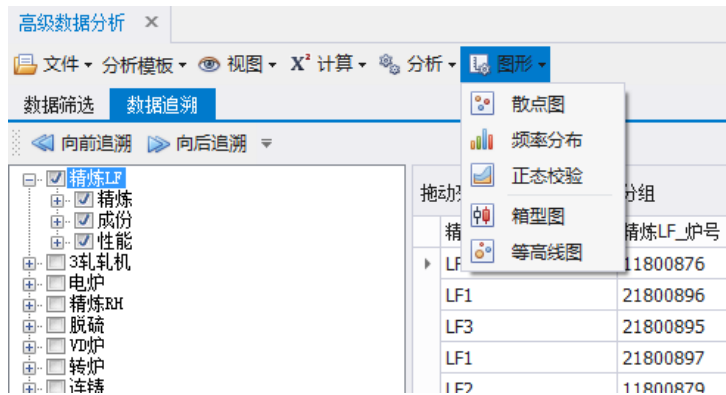 高级数据分析 ×
文件 分析模板 视图 X² 计算 分析 图形
数据筛选 数据追溯
向前追溯 向后追溯
精炼LF
精炼
成份
性能
3轧轧机
电炉
精炼RH
脱硫
VD炉
转炉
连铸
散点图
频率分布
正态校验
箱型图
等高线图
拖动 分组
精 精炼LF_炉号
LF 11800876
LF1 21800896
LF3 21800895
LF1 21800897
LF2 11800879